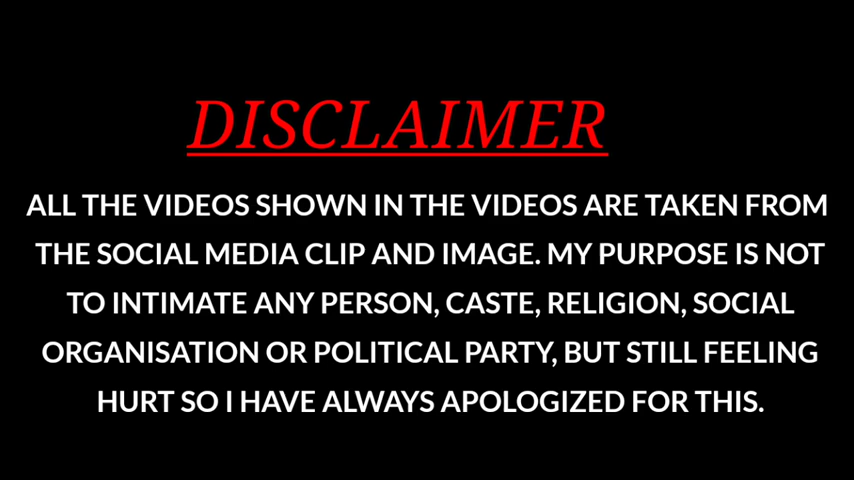 DISCLAIMER
ALL THE VIDEOS SHOWN IN THE VIDEOS ARE TAKEN FROM
THE SOCIAL MEDIA CLIP AND IMAGE. MY PURPOSE IS NOT
TO INTIMATE ANY PERSON, CASTE, RELIGION, SOCIAL
ORGANISATION OR POLITICAL PARTY, BUT STILL FEELING
HURT SO I HAVE ALWAYS APOLOGIZED FOR THIS.